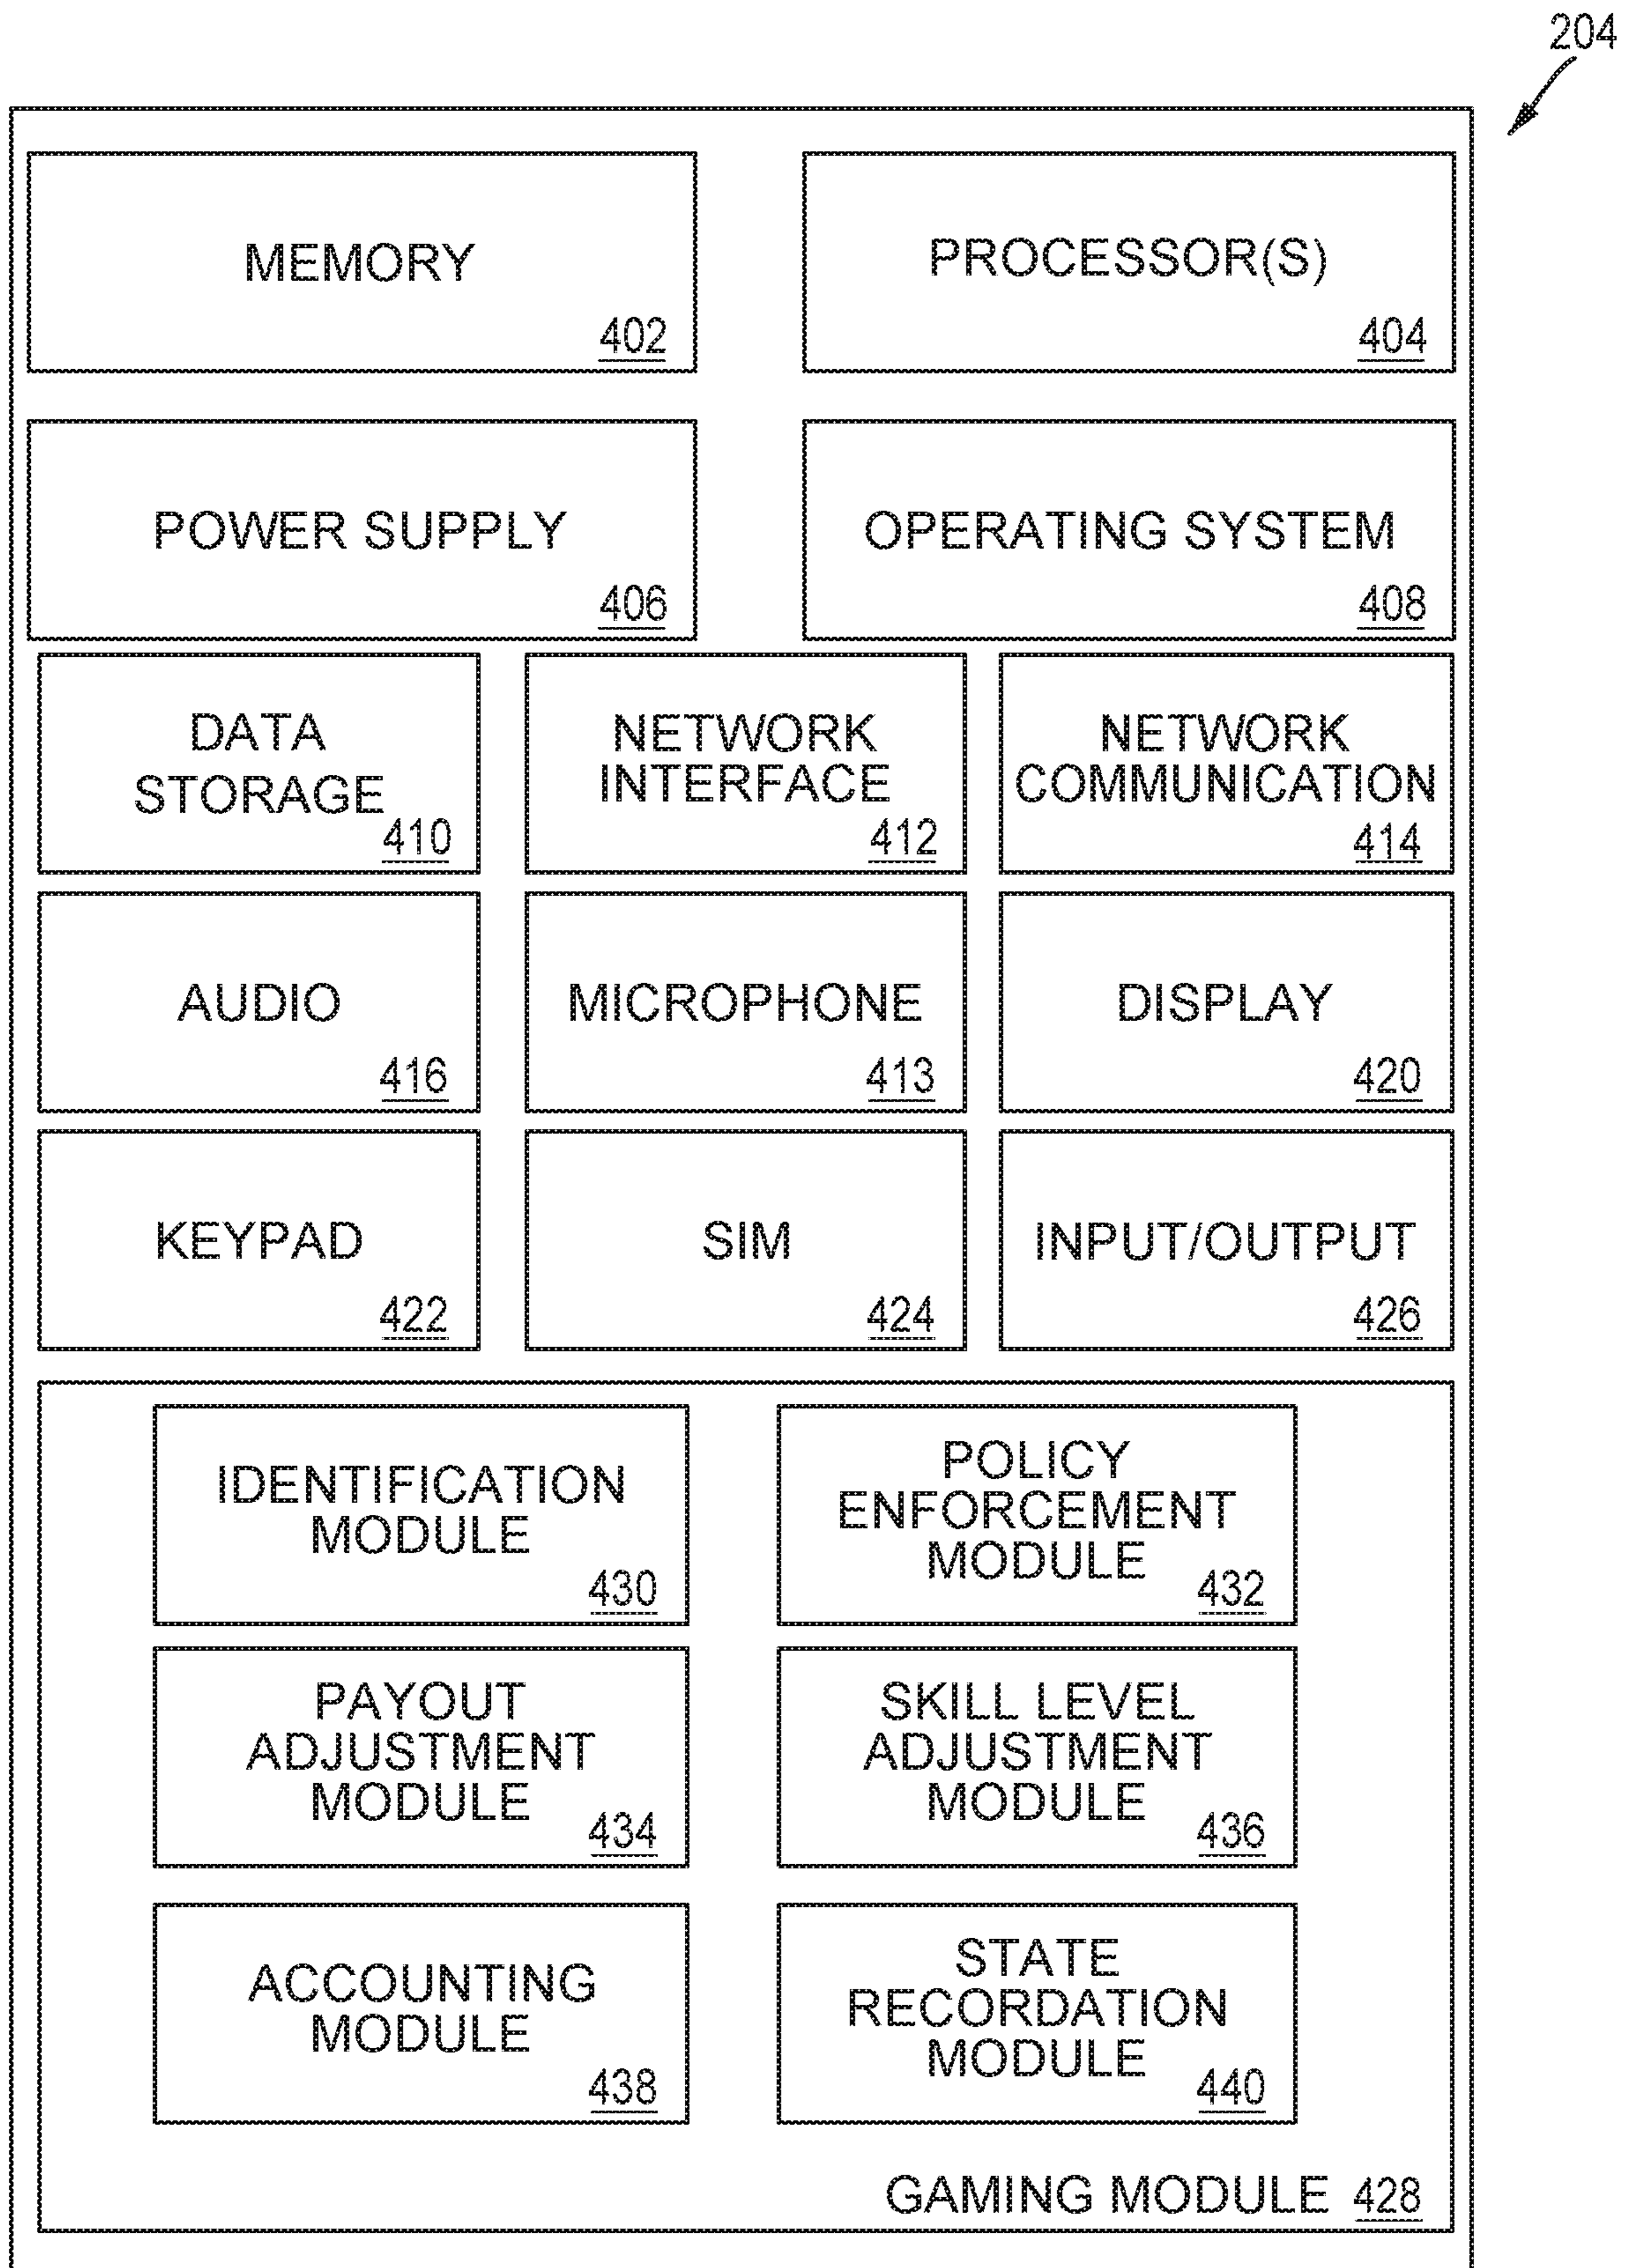 204
MEMORY
402
PROCESSOR(S)
404
POWER SUPPLY
406
OPERATING SYSTEM
408
DATA
STORAGE
410
NETWORK
INTERFACE
412
NETWORK
COMMUNICATION
414
AUDIO
416
MICROPHONE
413
DISPLAY
420
KEYPAD
422
SIM
424
INPUT/OUTPUT
426
IDENTIFICATION
MODULE
430
POLICY
ENFORCEMENT
MODULE
432
PAYOUT
ADJUSTMENT
MODULE
434
SKILL LEVEL
ADJUSTMENT
MODULE
436
ACCOUNTING
MODULE
438
STATE
RECORDATION
MODULE
440
GAMING MODULE 428